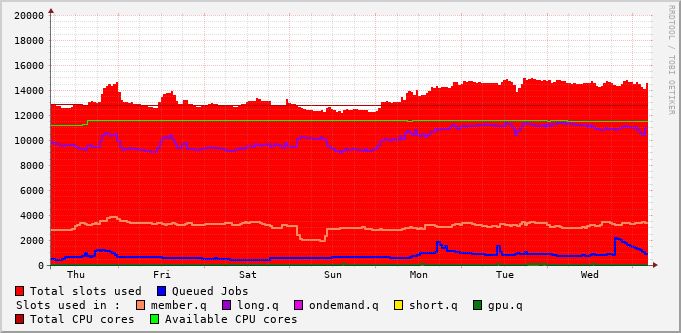 20000
18000
16000
14000
12000
10000
8000
6000
4000
2000
0
Thu Fri Sat Sun Mon Tue Wed
RRDTOOL / TOBI OETIKER
Total slots used Queued Jobs
Slots used in : member.q long.q ondemand.q short.q gpu.q
Total CPU cores Available CPU cores